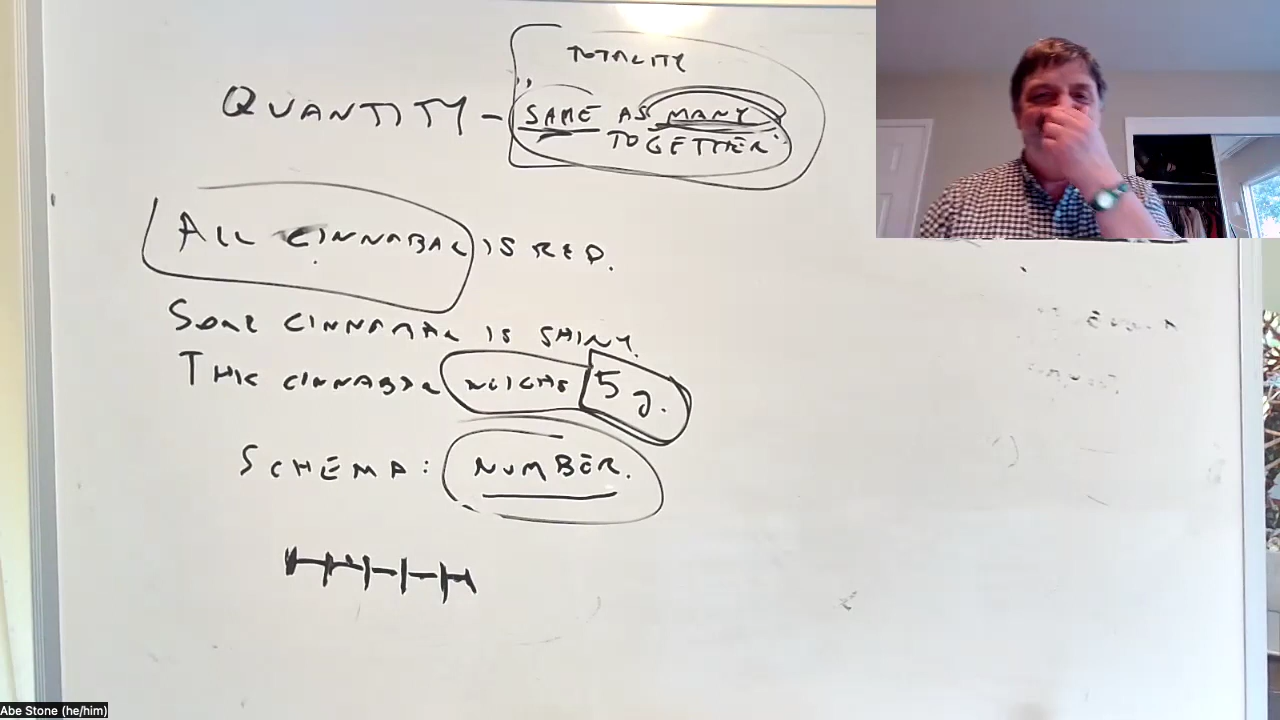 TOTALITY
QUANTITY - "SAME AS MANY
TOGETHER"
ALL CINNABAR IS RED.
SOME CINNABAR IS SHINY.
THIS CINNABAR WEIGHS 5 g.
SCHEMA: NUMBER.
Abe Stone (he/him)